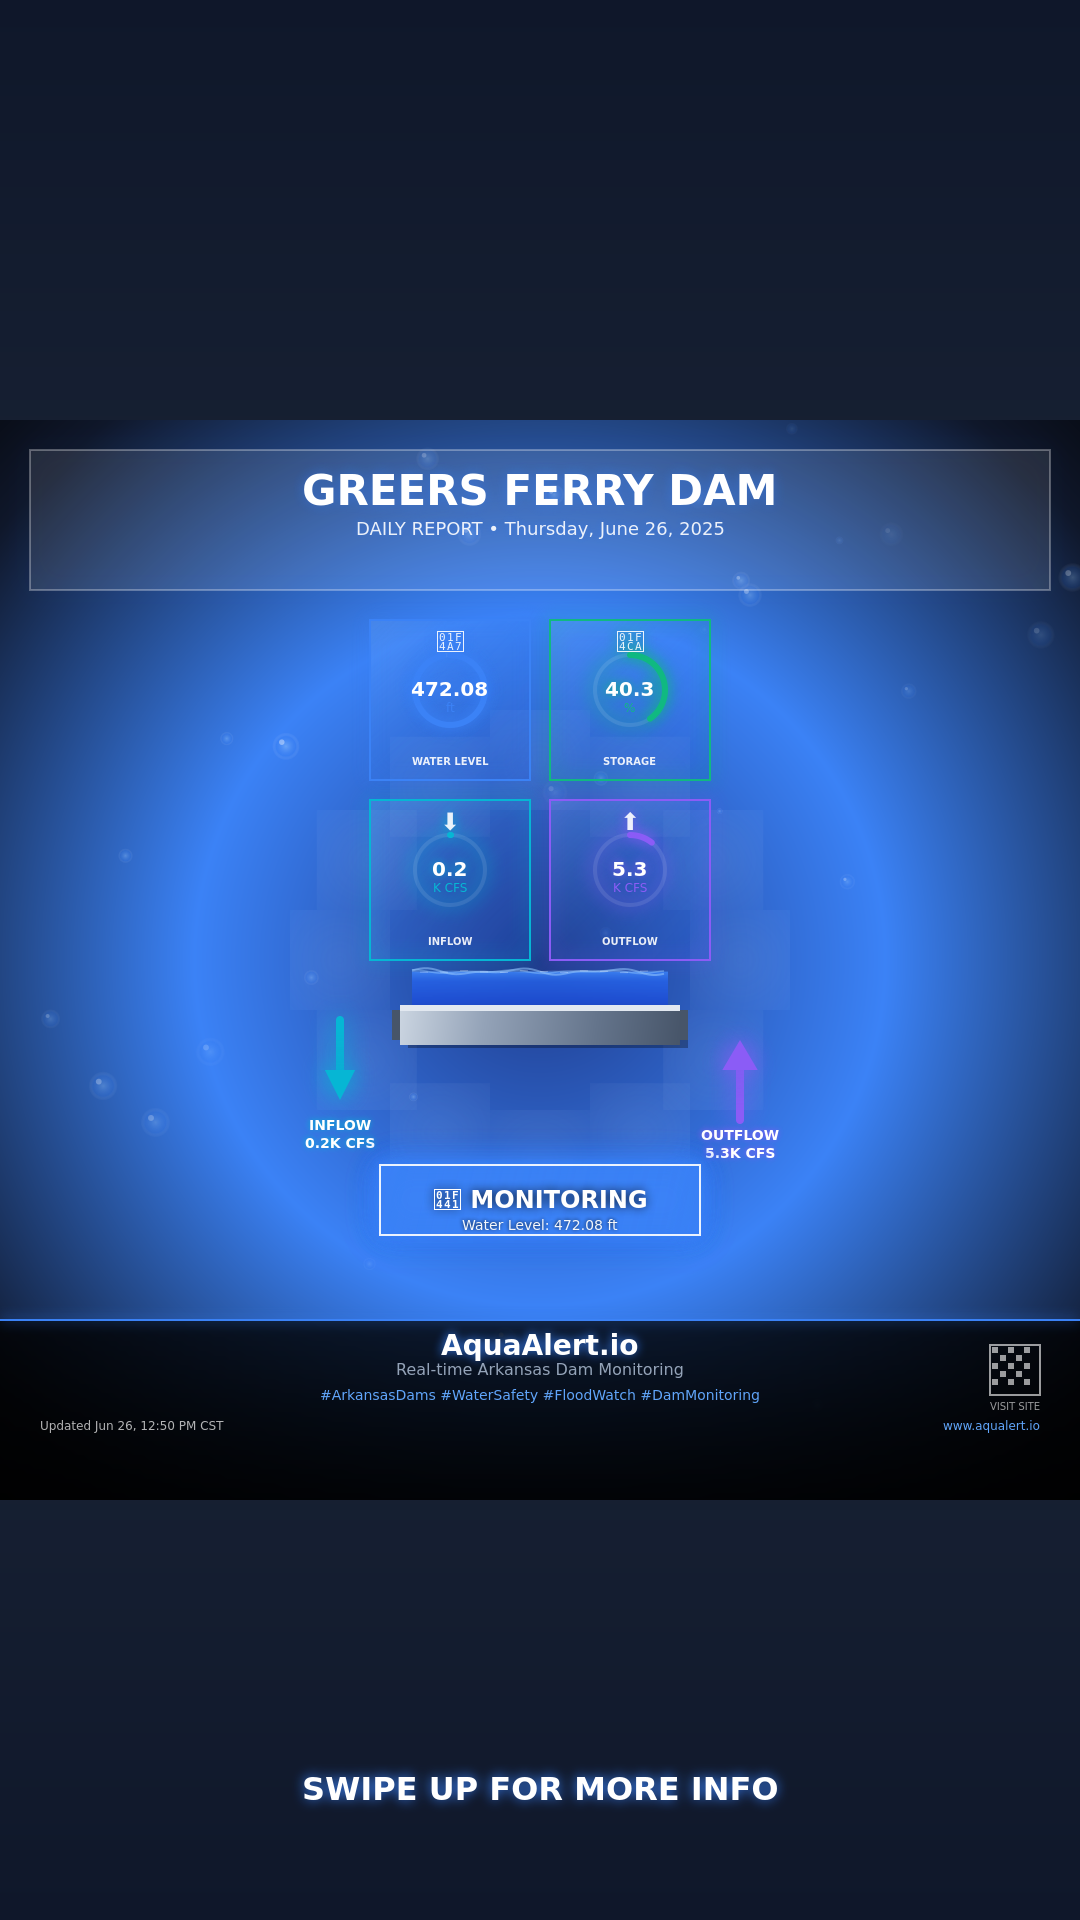 GREERS FERRY DAM
DAILY REPORT • Thursday, June 26, 2025
01F4A7
01F4CA
472.08
ft
40.3
%
WATER LEVEL
STORAGE
⬇
⬆
0.2
K CFS
5.3
K CFS
INFLOW
OUTFLOW
INFLOW
0.2K CFS
OUTFLOW
5.3K CFS
01F441 MONITORING
Water Level: 472.08 ft
AquaAlert.io
Real-time Arkansas Dam Monitoring
#ArkansasDams #WaterSafety #FloodWatch #DamMonitoring
VISIT SITE
Updated Jun 26, 12:50 PM CST
www.aqualert.io
SWIPE UP FOR MORE INFO